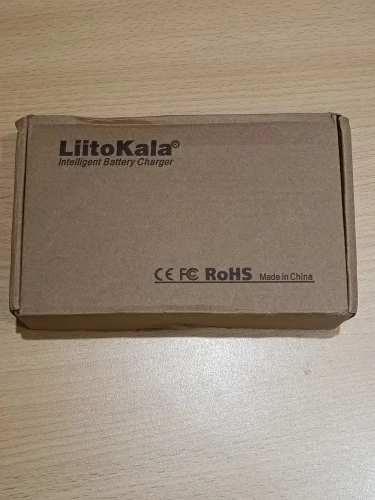 LiitoKala®
Intelligent Battery Charger
CE FC RoHS Made in China